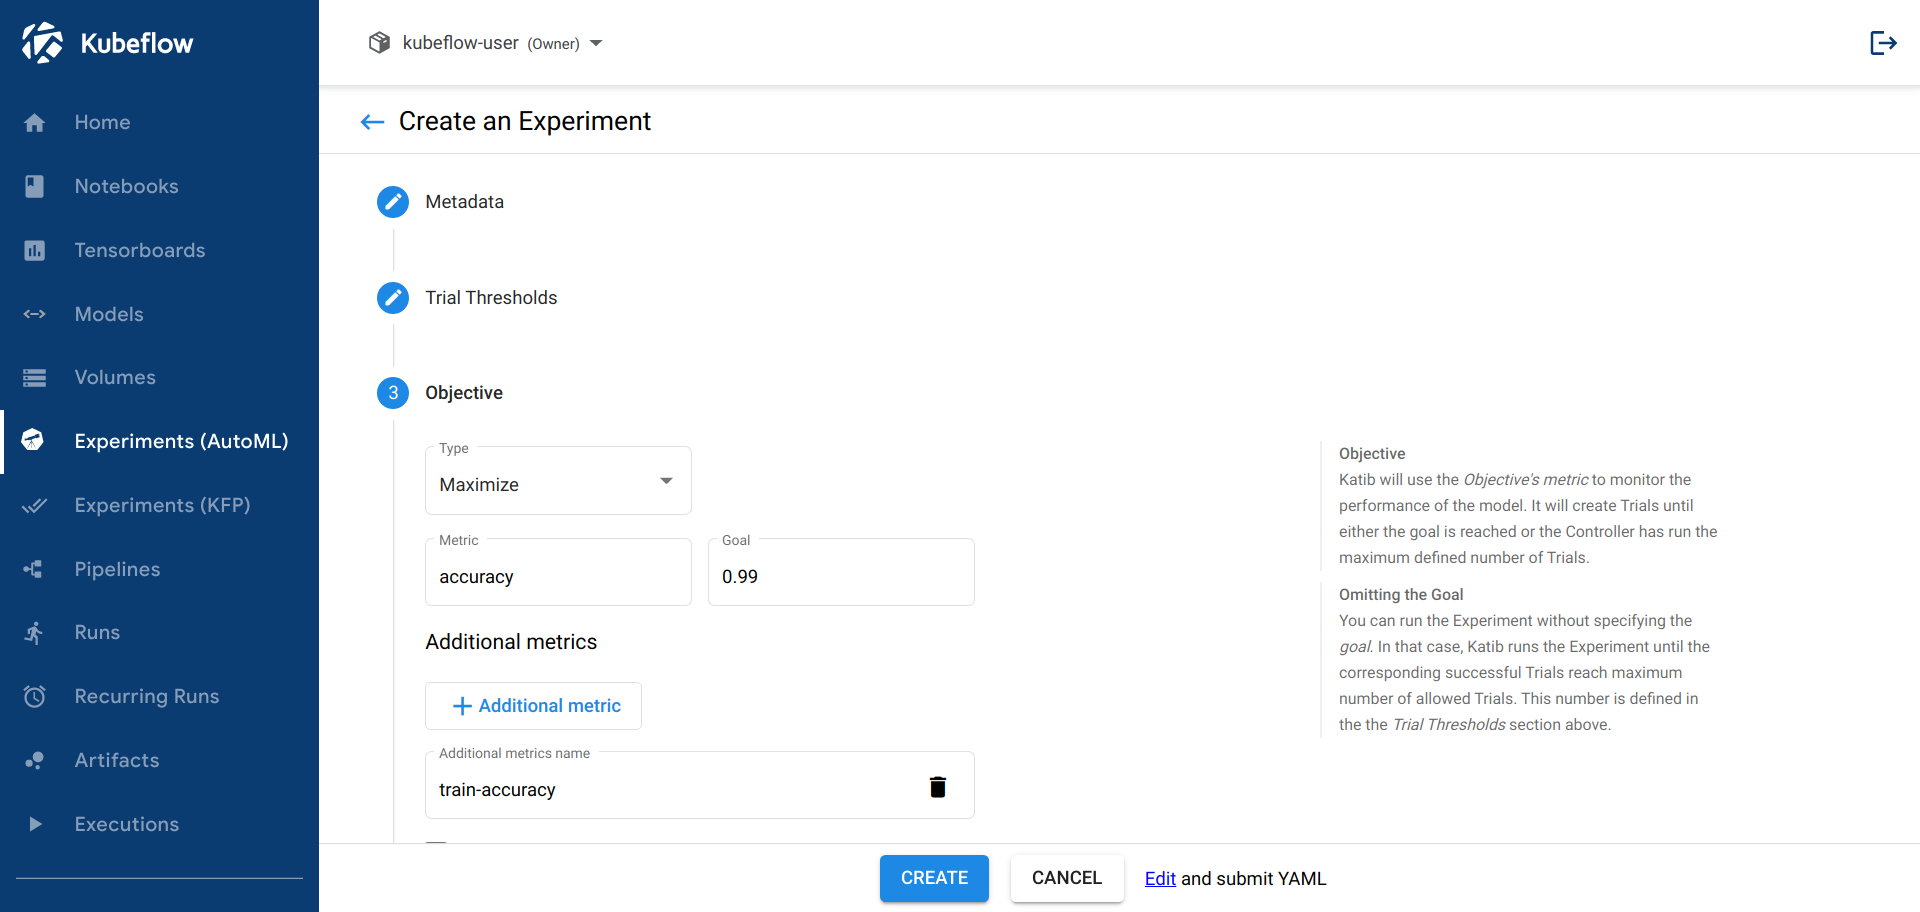 Kubeflow
kubeflow-user (Owner)
Home
Notebooks
Tensorboards
Models
Volumes
Experiments (AutoML)
Experiments (KFP)
Pipelines
Runs
Recurring Runs
Artifacts
Executions
Create an Experiment
Metadata
Trial Thresholds
3 Objective
Type
Maximize
Metric
accuracy
Goal
0.99
Additional metrics
Additional metric
Additional metrics name
train-accuracy
Objective
Katib will use the Objective's metric to monitor the
performance of the model. It will create Trials until
either the goal is reached or the Controller has run the
maximum defined number of Trials.
Omitting the Goal
You can run the Experiment without specifying the
goal. In that case, Katib runs the Experiment until the
corresponding successful Trials reach maximum
number of allowed Trials. This number is defined in
the the Trial Thresholds section above.
CREATE
CANCEL
Edit and submit YAML